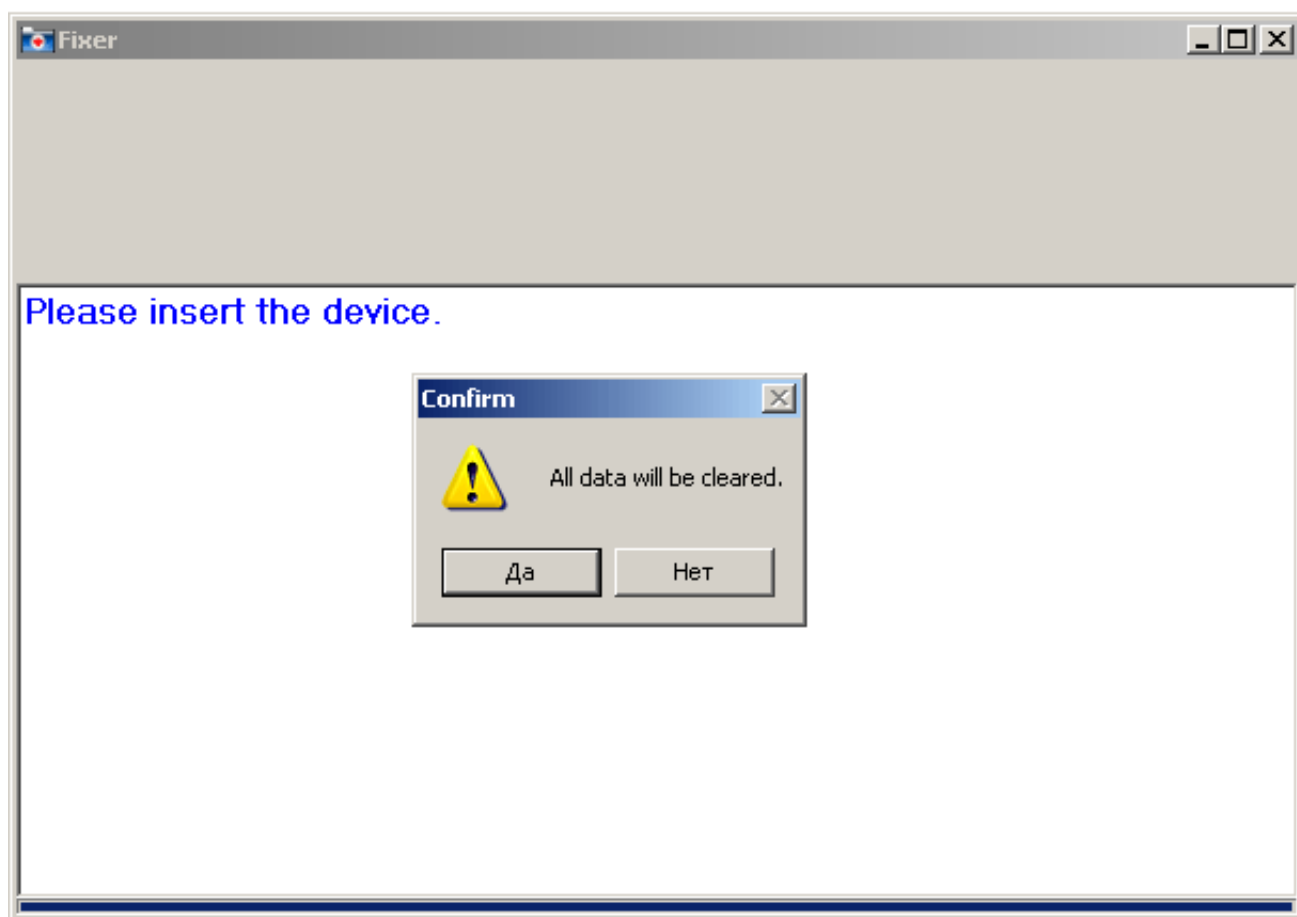 Fixer
Please insert the device.
Confirm
All data will be cleared.
Да
Нет